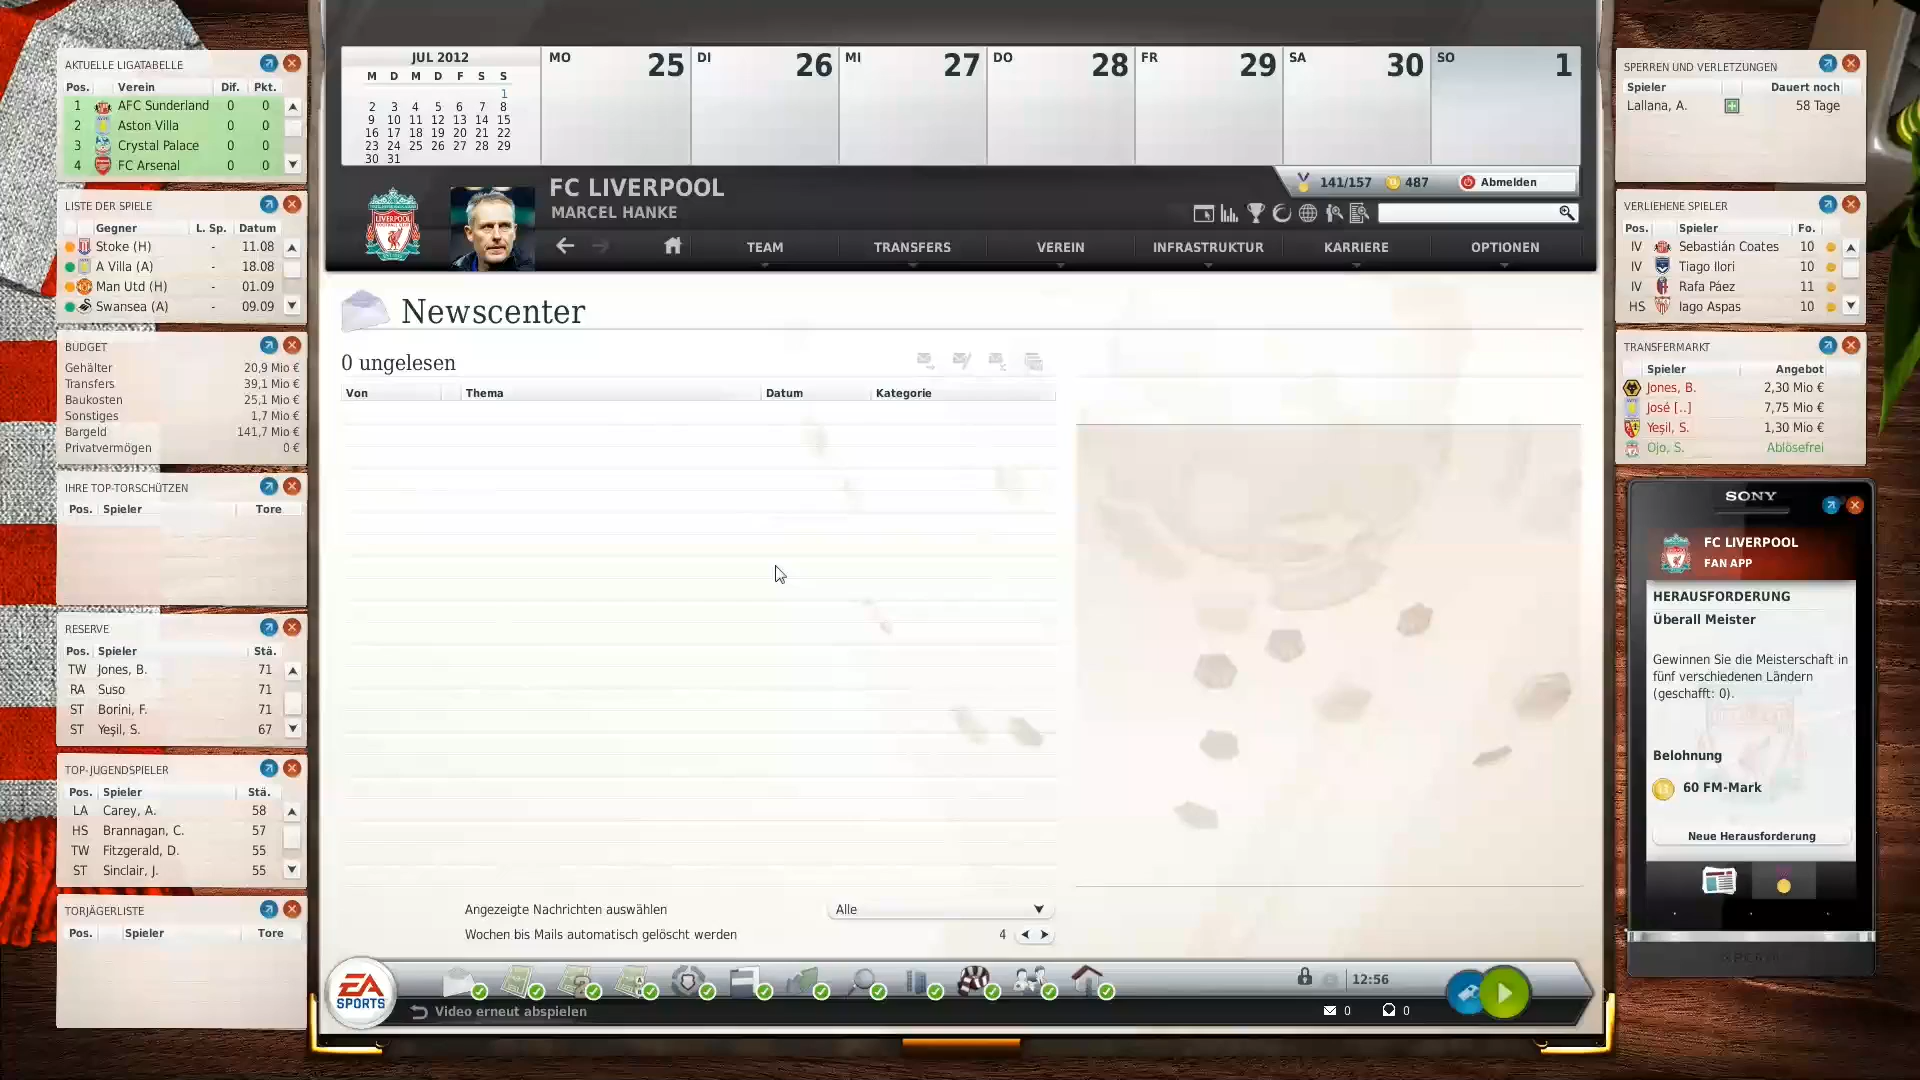 AKTUELLE LIGATABELLE
Pos. Verein Dif. Pkt.
1 AFC Sunderland 0 0
2 Aston Villa 0 0
3 Crystal Palace 0 0
4 FC Arsenal 0 0
LISTE DER SPIELE
Gegner L. Sp. Datum
Stoke (H) - 11.08
A Villa (A) - 18.08
Man Utd (H) - 01.09
Swansea (A) - 09.09
BUDGET
Gehälter 20,9 Mio €
Transfers 39,1 Mio €
Baukosten 25,1 Mio €
Sonstiges 1,7 Mio €
Bargeld 141,7 Mio €
Privatvermögen 0 €
IHRE TOP-TORSCHÜTZEN
Pos. Spieler Tore
RESERVE
Pos. Spieler Stä.
TW Jones, B. 71
RA Suso 71
ST Borini, F. 71
ST Yeşil, S. 67
TOP-JUGENDSPIELER
Pos. Spieler Stä.
LA Carey, A. 58
HS Brannagan, C. 57
TW Fitzgerald, D. 55
ST Sinclair, J. 55
TORJÄGERLISTE
Pos. Spieler Tore
JUL 2012
M D M D F S S
1
2 3 4 5 6 7 8
9 10 11 12 13 14 15
16 17 18 19 20 21 22
23 24 25 26 27 28 29
30 31
MO 25 DI 26 MI 27 DO 28 FR 29 SA 30 SO 1
FC LIVERPOOL
MARCEL HANKE
141/157 487 Abmelden
TEAM TRANSFERS VEREIN INFRASTRUKTUR KARRIERE OPTIONEN
Newscenter
0 ungelesen
Von Thema Datum Kategorie
Angezeigte Nachrichten auswählen Alle
Wochen bis Mails automatisch gelöscht werden 4
EA SPORTS
12:56
Video erneut abspielen
0 0
SPERREN UND VERLETZUNGEN
Spieler Dauert noch
Lallana, A. 58 Tage
VERLIEHENE SPIELER
Pos. Spieler Fo.
IV Sebastián Coates 10
IV Tiago Ilori 10
IV Rafa Páez 11
HS Iago Aspas 10
TRANSFERMARKT
Spieler Angebot
Jones, B. 2,30 Mio €
José [..] 7,75 Mio €
Yeşil, S. 1,30 Mio €
Ojo, S. Ablösefrei
SONY
FC LIVERPOOL
FAN APP
HERAUSFORDERUNG
Überall Meister
Gewinnen Sie die Meisterschaft in
fünf verschiedenen Ländern
(geschafft: 0).
Belohnung
60 FM-Mark
Neue Herausforderung
XPERIA